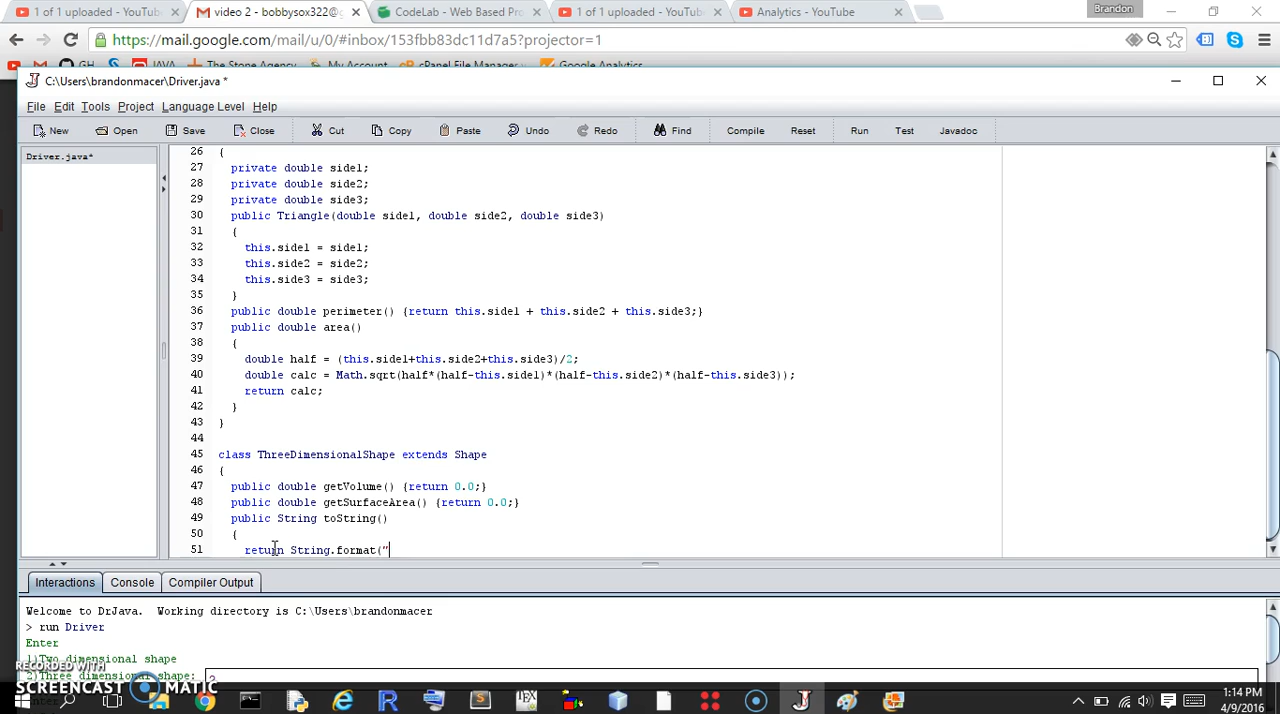 1 of 1 uploaded - YouTu
video 2 - bobbysox322@g
CodeLab - Web Based Pro
1 of 1 uploaded - YouTu
Analytics - YouTube
Brandon
https://mail.google.com/mail/u/0/#inbox/153fbb83dc11d7a5?projector=1
GH
JAVA
The Stone Agency
My Account
cPanel File Manager
Google Analytics
C:\Users\brandonmacer\Driver.java *
File Edit Tools Project Language Level Help
New Open Save Close Cut Copy Paste Undo Redo Find Compile Reset Run Test Javadoc
Driver.java*
26 {
27 private double side1;
28 private double side2;
29 private double side3;
30 public Triangle(double side1, double side2, double side3)
31 {
32 this.side1 = side1;
33 this.side2 = side2;
34 this.side3 = side3;
35 }
36 public double perimeter() {return this.side1 + this.side2 + this.side3;}
37 public double area()
38 {
39 double half = (this.side1+this.side2+this.side3)/2;
40 double calc = Math.sqrt(half*(half-this.side1)*(half-this.side2)*(half-this.side3));
41 return calc;
42 }
43 }
44
45 class ThreeDimensionalShape extends Shape
46 {
47 public double getVolume() {return 0.0;}
48 public double getSurfaceArea() {return 0.0;}
49 public String toString()
50 {
51 return String.format("
Interactions Console Compiler Output
Welcome to DrJava. Working directory is C:\Users\brandonmacer
> run Driver
Enter
1)Two dimensional shape
2)Three dimensional shape:
RECORDED WITH
SCREENCAST MATIC
1:14 PM
4/9/2016